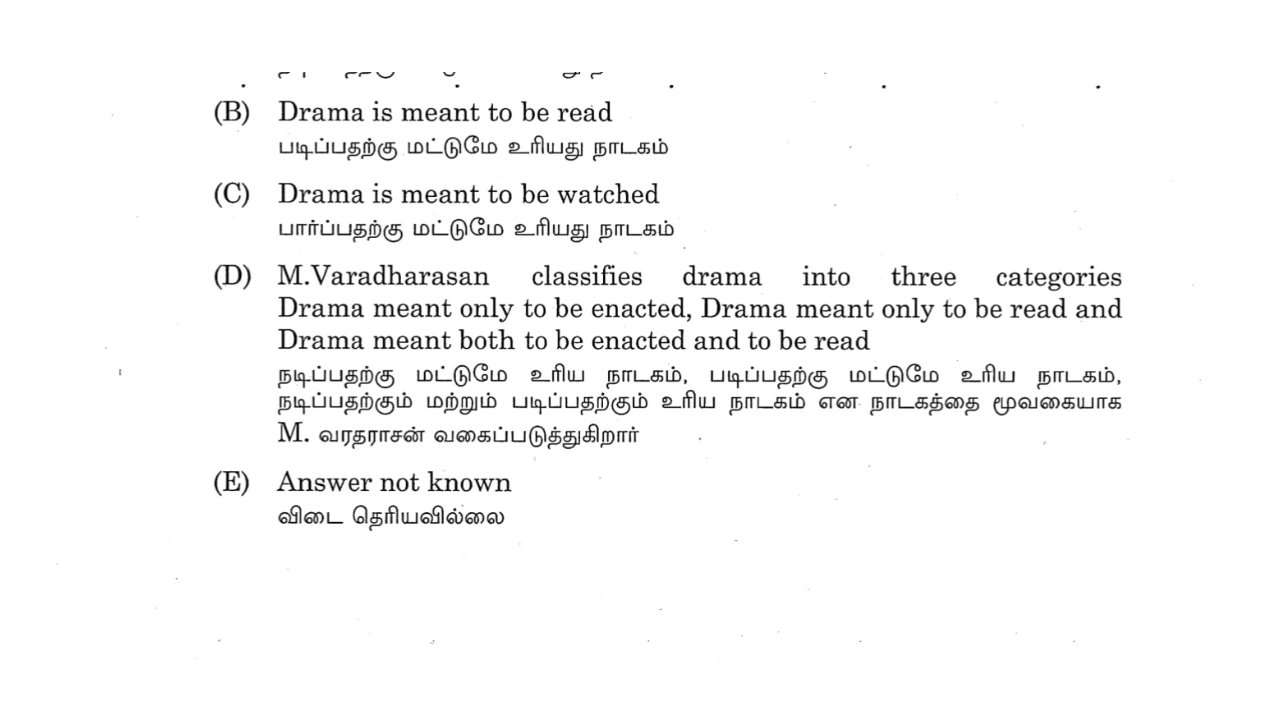 (B) Drama is meant to be read
படிப்பதற்கு மட்டுமே உரியது நாடகம்
(C) Drama is meant to be watched
பார்ப்பதற்கு மட்டுமே உரியது நாடகம்
(D) M.Varadharasan classifies drama into three categories
Drama meant only to be enacted, Drama meant only to be read and
Drama meant both to be enacted and to be read
நடிப்பதற்கு மட்டுமே உரிய நாடகம், படிப்பதற்கு மட்டுமே உரிய நாடகம்,
நடிப்பதற்கும் மற்றும் படிப்பதற்கும் உரிய நாடகம் என நாடகத்தை மூவகையாக
M. வரதராசன் வகைப்படுத்துகிறார்
(E) Answer not known
விடை தெரியவில்லை